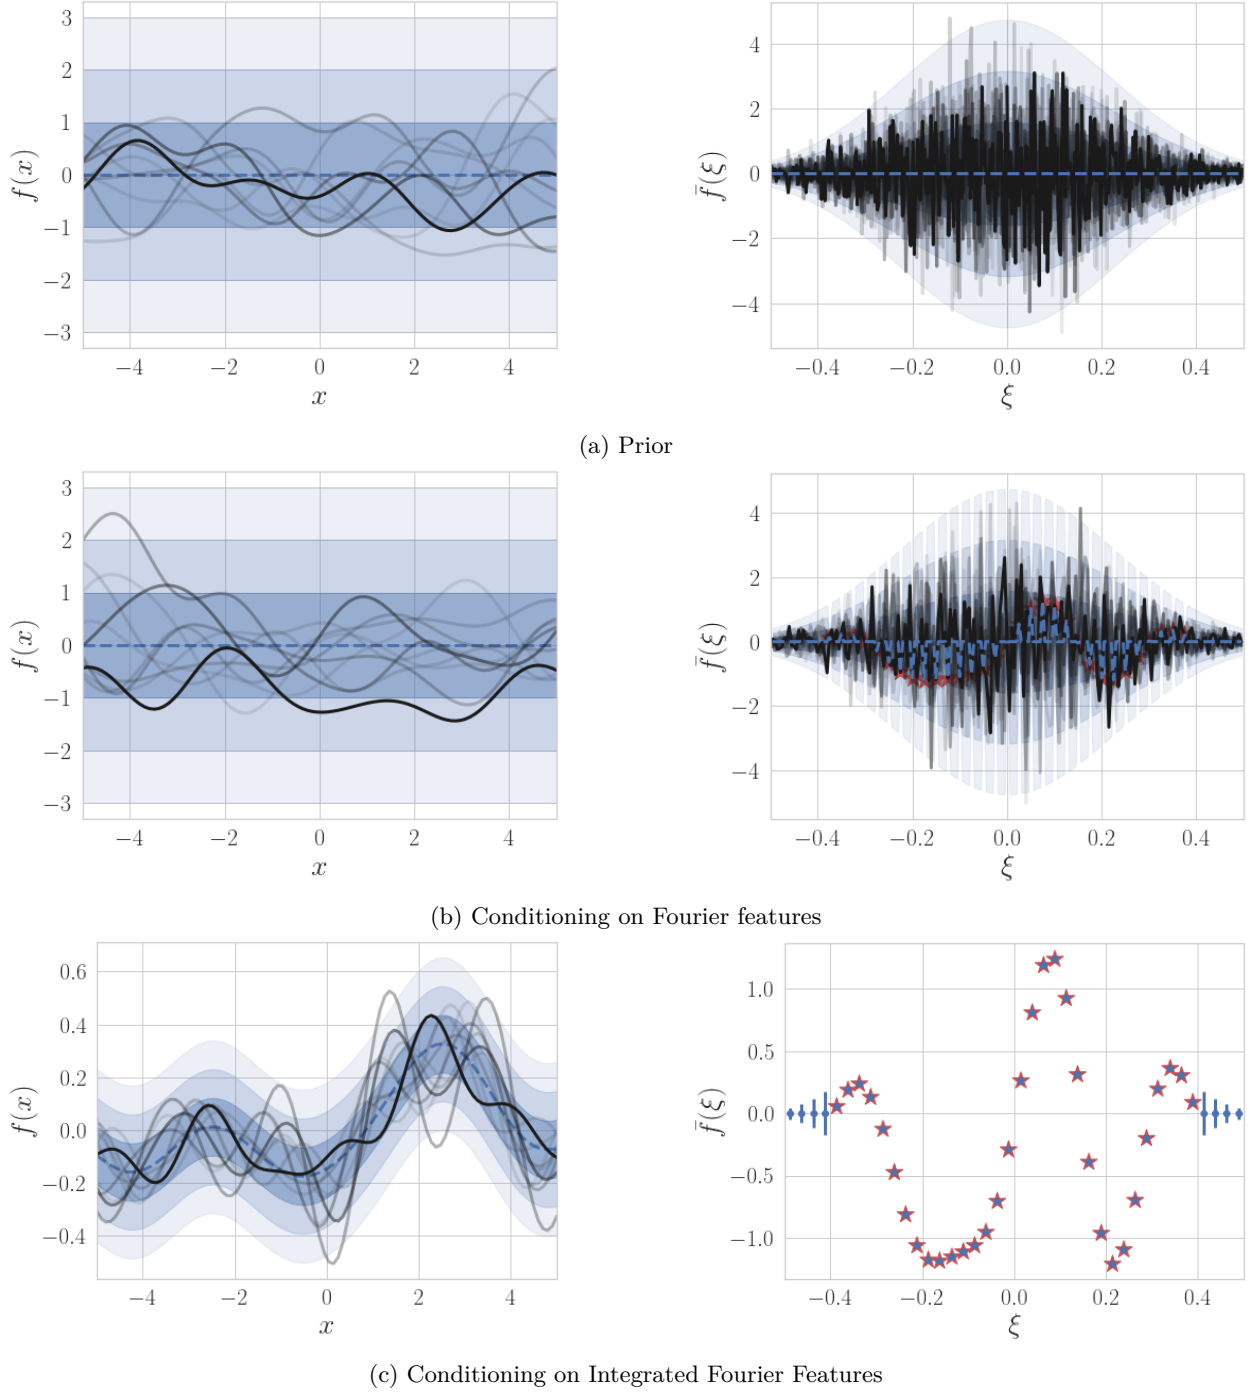 3
2
1
0
−1
−2
−3
f(x)
−4 −2 0 2 4
x
4
2
0
−2
−4
f̄(ξ)
−0.4 −0.2 0.0 0.2 0.4
ξ
(a) Prior
3
2
1
0
−1
−2
−3
f(x)
−4 −2 0 2 4
x
4
2
0
−2
−4
f̄(ξ)
−0.4 −0.2 0.0 0.2 0.4
ξ
(b) Conditioning on Fourier features
0.6
0.4
0.2
0.0
−0.2
−0.4
f(x)
−4 −2 0 2 4
x
1.0
0.5
0.0
−0.5
−1.0
f̄(ξ)
−0.4 −0.2 0.0 0.2 0.4
ξ
(c) Conditioning on Integrated Fourier Features